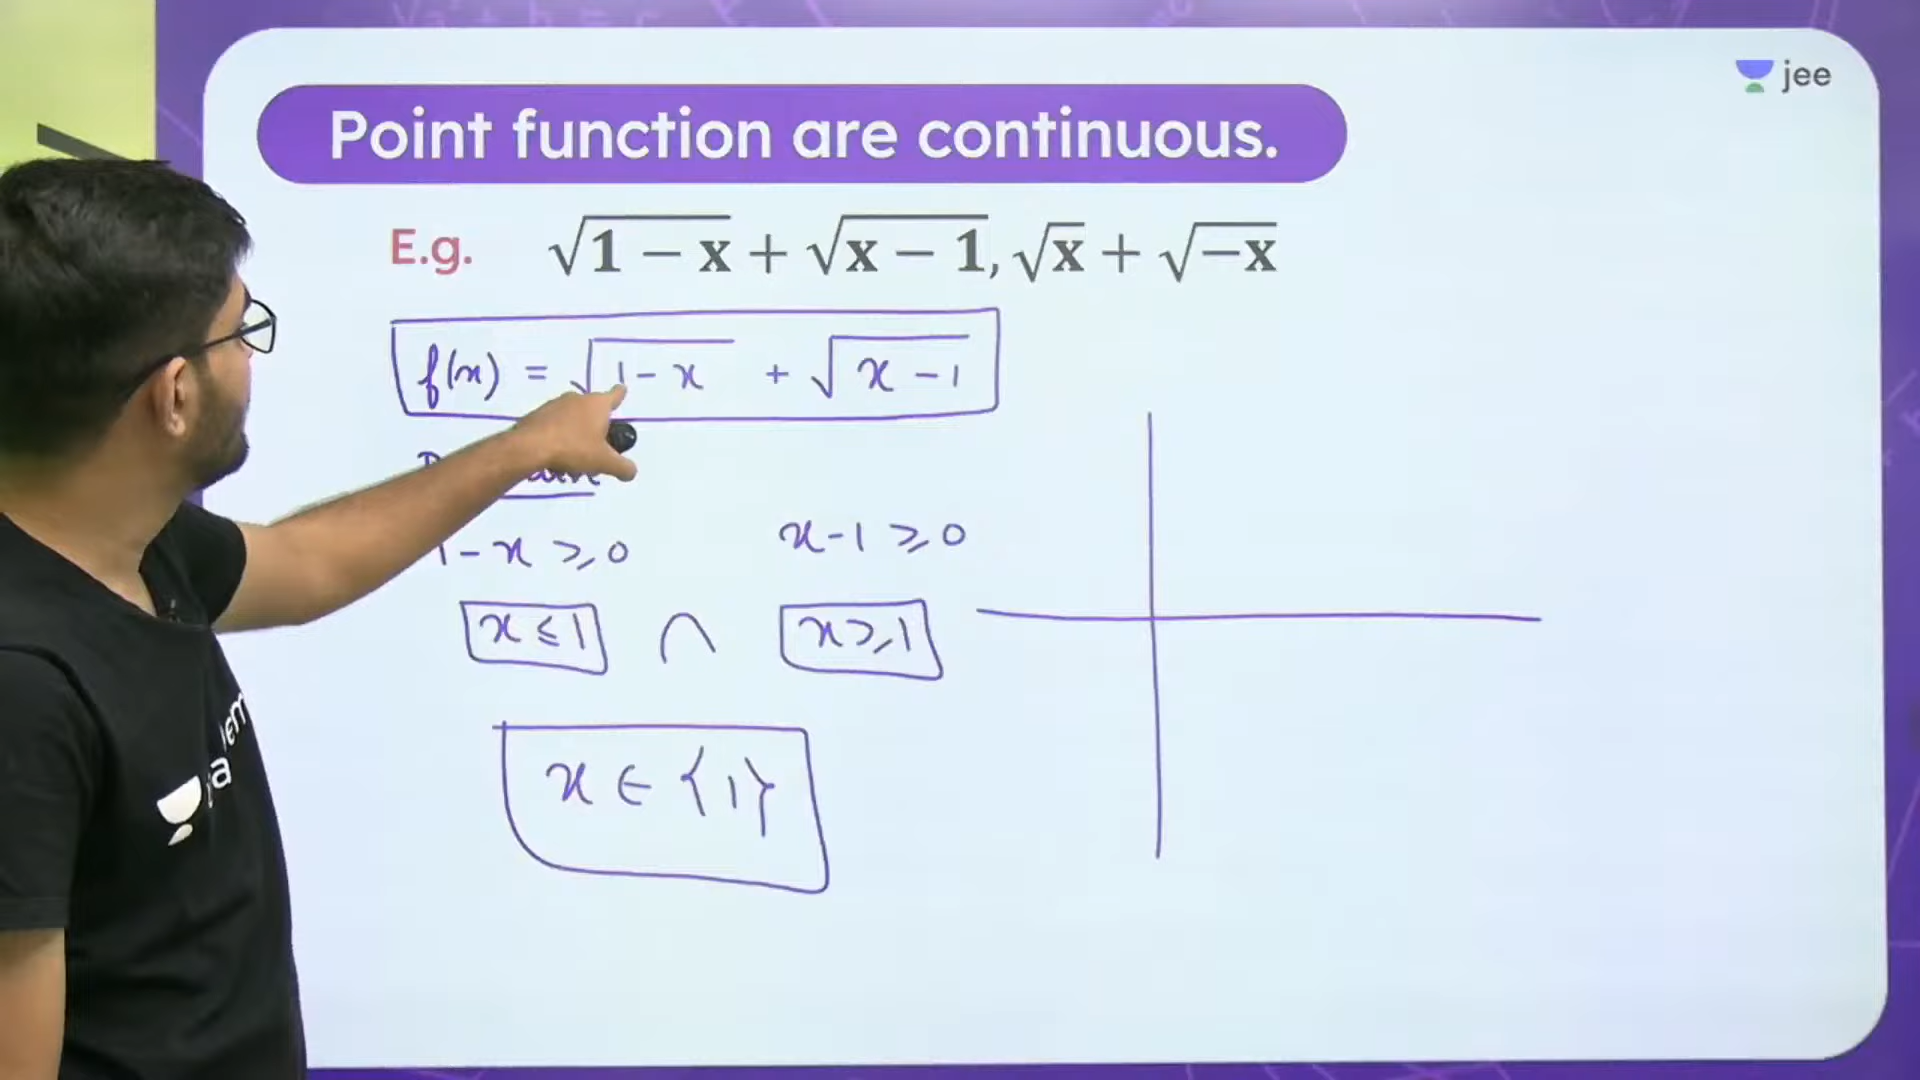 jee
Point function are continuous.
E.g. √(1 − x) + √(x − 1), √x + √(−x)
f(x) = √(1 − x) + √(x − 1)
1 − x ≥ 0
x − 1 ≥ 0
x ≤ 1 ∩ x ≥ 1
x ∈ {1}